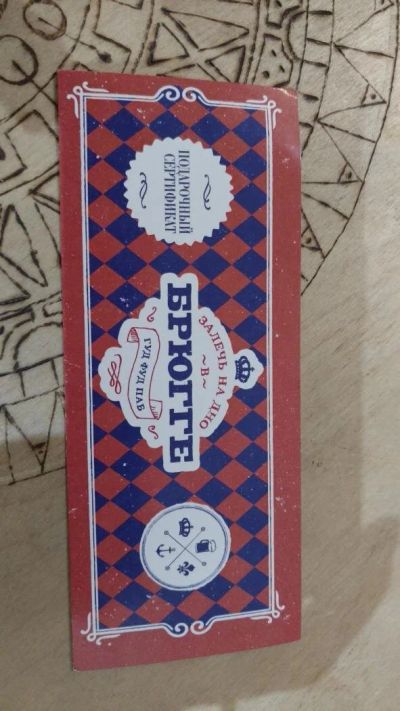 ПОДАРОЧНЫЙ
СЕРТИФИКАТ
ЗАЛЕЧЬ НА ДНО
~В~
БРЮГГЕ
ГУД ФУД ПАБ